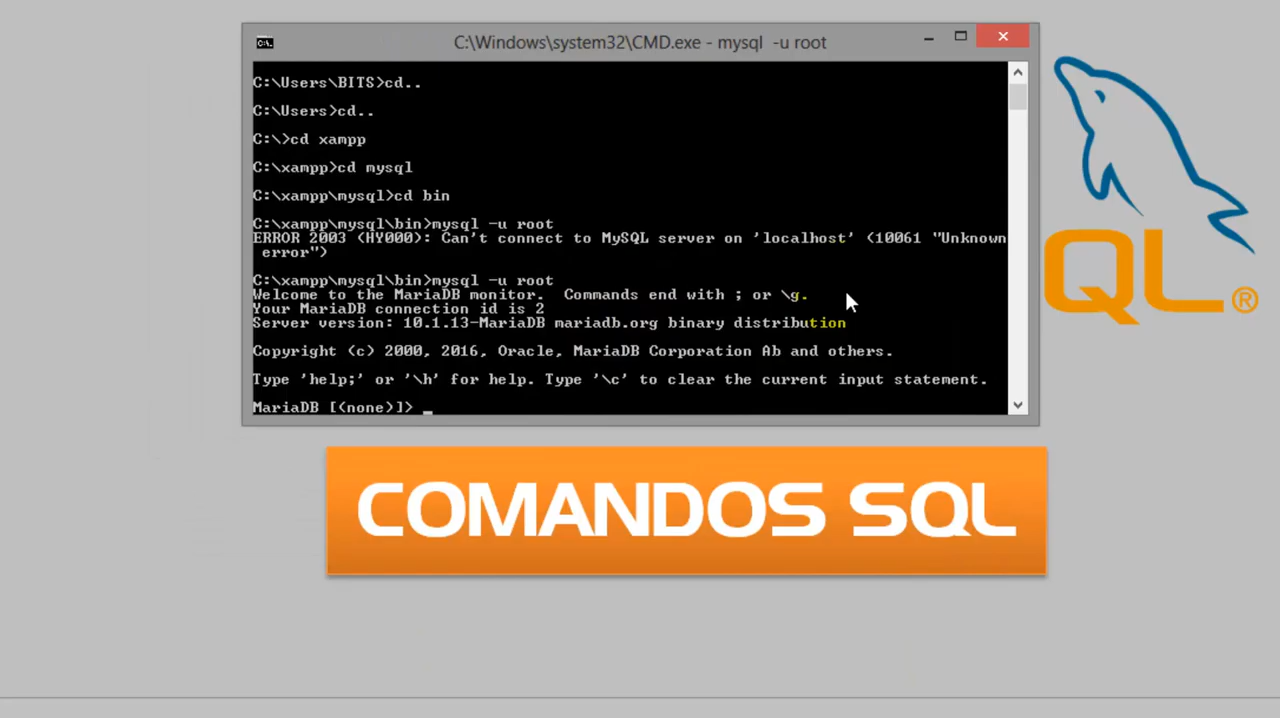 C:\Windows\system32\CMD.exe - mysql -u root
C:\Users\BITS>cd..
C:\Users>cd..
C:\>cd xampp
C:\xampp>cd mysql
C:\xampp\mysql>cd bin
C:\xampp\mysql\bin>mysql -u root
ERROR 2003 (HY000): Can't connect to MySQL server on 'localhost' (10061 "Unknown
error")
C:\xampp\mysql\bin>mysql -u root
Welcome to the MariaDB monitor.  Commands end with ; or \g.
Your MariaDB connection id is 2
Server version: 10.1.13-MariaDB mariadb.org binary distribution
Copyright (c) 2000, 2016, Oracle, MariaDB Corporation Ab and others.
Type 'help;' or '\h' for help. Type '\c' to clear the current input statement.
MariaDB [(none)]> _
QL®
COMANDOS SQL